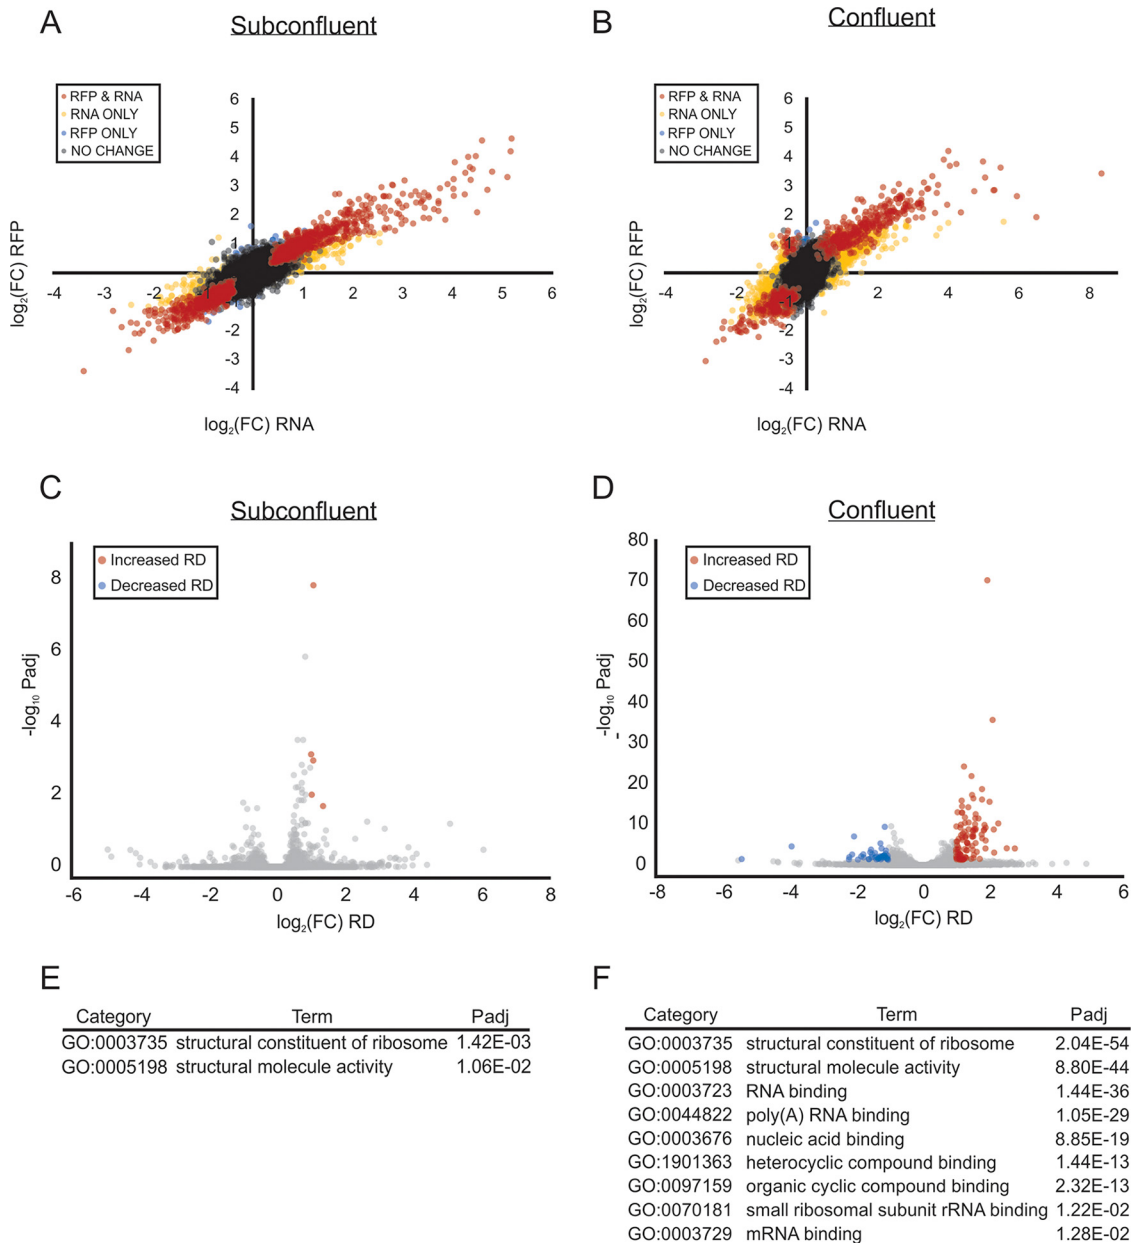 A
Subconfluent
RFP & RNA
RNA ONLY
RFP ONLY
NO CHANGE
6
5
4
3
2
1
-1
-2
-3
-4
-4 -3 -2 -1 1 2 3 4 5 6
log2(FC) RFP
log2(FC) RNA
B
Confluent
RFP & RNA
RNA ONLY
RFP ONLY
NO CHANGE
6
5
4
3
2
1
-1
-2
-3
-4
-4 -2 2 4 6 8
log2(FC) RFP
log2(FC) RNA
C
Subconfluent
Increased RD
Decreased RD
8
6
4
2
0
-6 -4 -2 0 2 4 6 8
-log10 Padj
log2(FC) RD
D
Confluent
Increased RD
Decreased RD
80
70
60
50
40
30
20
10
0
-8 -6 -4 -2 0 2 4 6
-log10 Padj
log2(FC) RD
E
Category Term Padj
GO:0003735 structural constituent of ribosome 1.42E-03
GO:0005198 structural molecule activity 1.06E-02
F
Category Term Padj
GO:0003735 structural constituent of ribosome 2.04E-54
GO:0005198 structural molecule activity 8.80E-44
GO:0003723 RNA binding 1.44E-36
GO:0044822 poly(A) RNA binding 1.05E-29
GO:0003676 nucleic acid binding 8.85E-19
GO:1901363 heterocyclic compound binding 1.44E-13
GO:0097159 organic cyclic compound binding 2.32E-13
GO:0070181 small ribosomal subunit rRNA binding 1.22E-02
GO:0003729 mRNA binding 1.28E-02